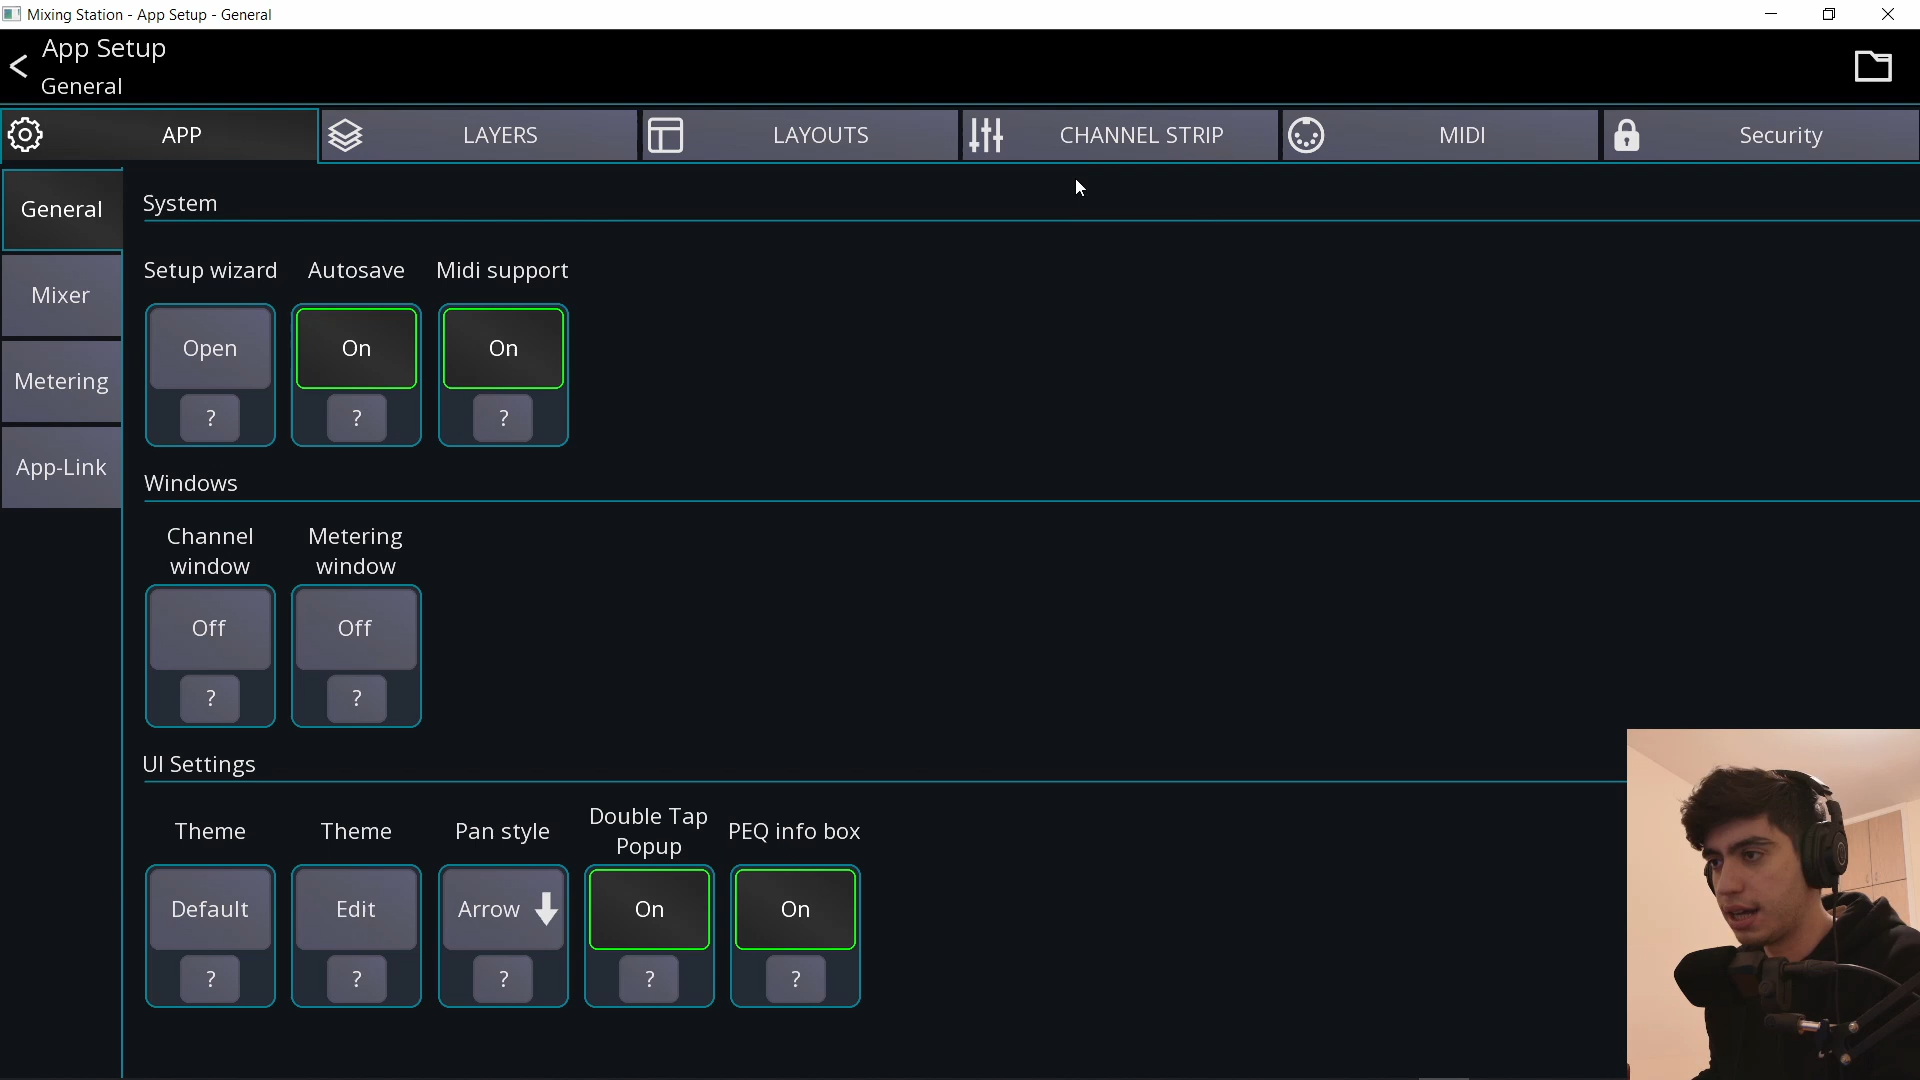 Mixing Station - App Setup - General
App Setup
General
APP
LAYERS
LAYOUTS
CHANNEL STRIP
MIDI
Security
General
Mixer
Metering
App-Link
System
Setup wizard
Autosave
Midi support
Open
On
On
?
?
?
Windows
Channel
window
Metering
window
Off
Off
?
?
UI Settings
Theme
Theme
Pan style
Double Tap
Popup
PEQ info box
Default
Edit
Arrow
On
On
?
?
?
?
?